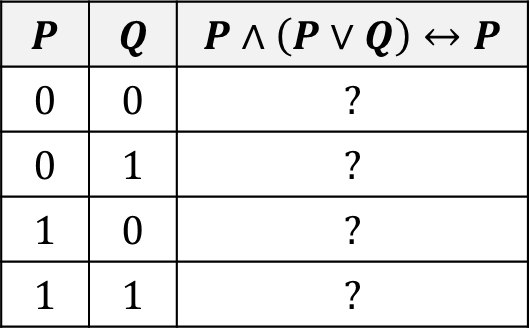 P Q P ∧ (P ∨ Q) ↔ P
0 0 ?
0 1 ?
1 0 ?
1 1 ?